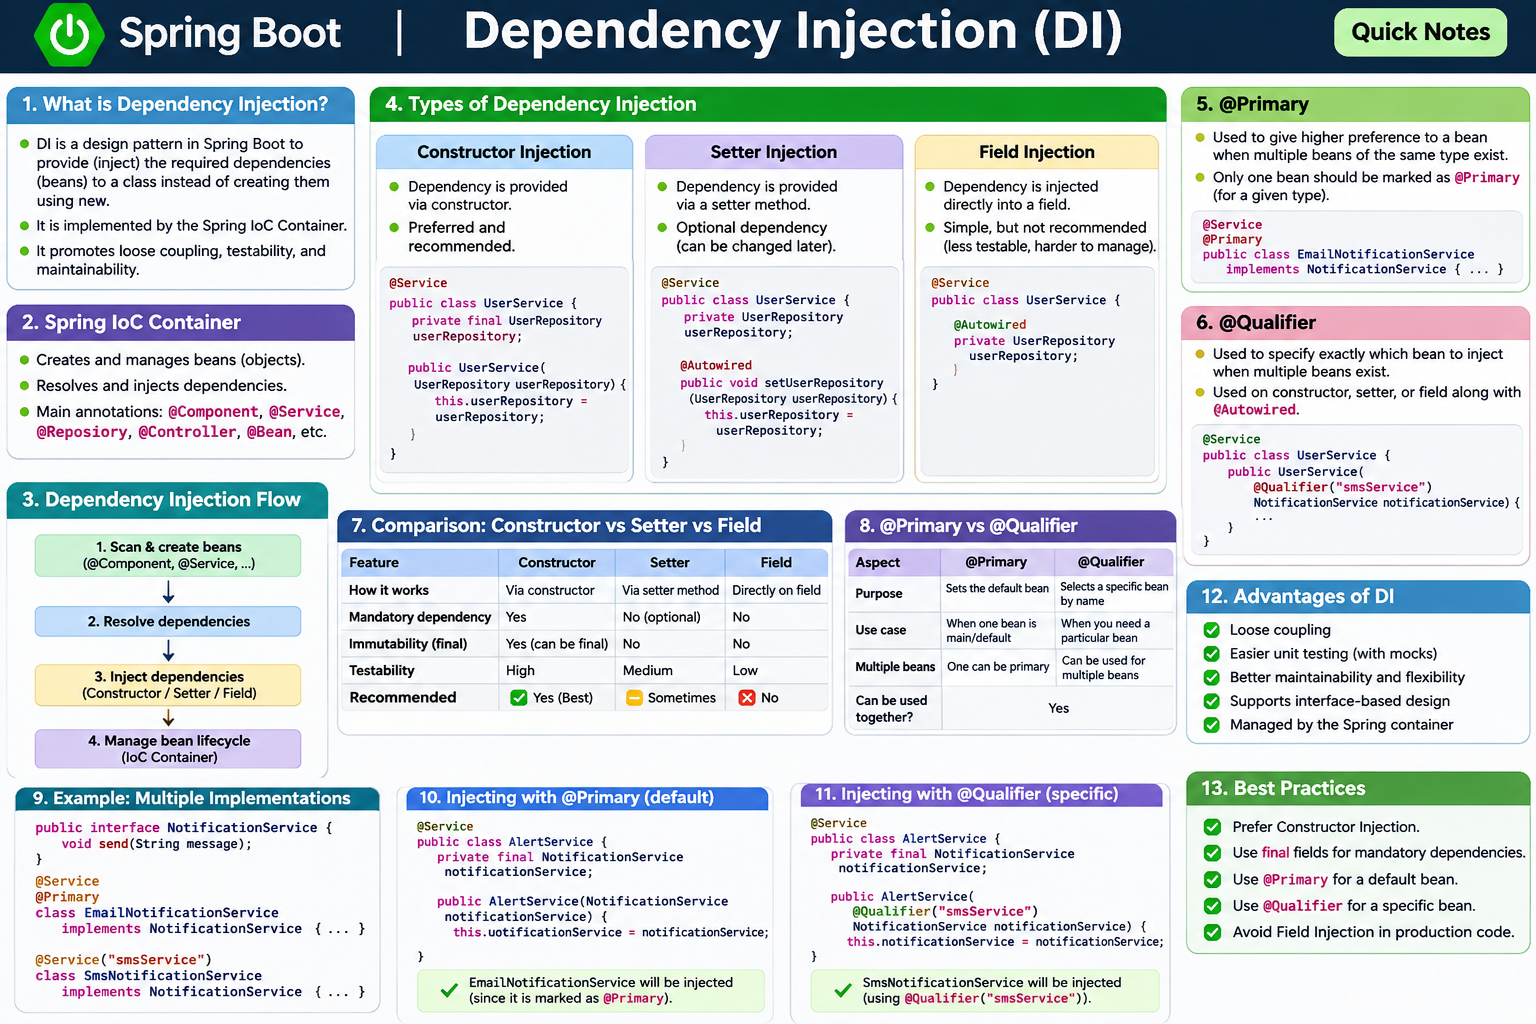 Spring Boot | Dependency Injection (DI)
Quick Notes
1. What is Dependency Injection?
DI is a design pattern in Spring Boot to
provide (inject) the required dependencies
(beans) to a class instead of creating them
using new.
It is implemented by the Spring IoC Container.
It promotes loose coupling, testability, and
maintainability.
2. Spring IoC Container
Creates and manages beans (objects).
Resolves and injects dependencies.
Main annotations: @Component, @Service,
@Reposiory, @Controller, @Bean, etc.
3. Dependency Injection Flow
1. Scan & create beans
(@Component, @Service, ...)
2. Resolve dependencies
3. Inject dependencies
(Constructor / Setter / Field)
4. Manage bean lifecycle
(IoC Container)
4. Types of Dependency Injection
Constructor Injection
Dependency is provided
via constructor.
Preferred and
recommended.
@Service
public class UserService {
private final UserRepository
userRepository;
public UserService(
UserRepository userRepository) {
this.userRepository =
userRepository;
}
}
Setter Injection
Dependency is provided
via a setter method.
Optional dependency
(can be changed later).
@Service
public class UserService {
private UserRepository
userRepository;
@Autowired
public void setUserRepository
(UserRepository userRepository) {
this.userRepository =
userRepository;
}
}
Field Injection
Dependency is injected
directly into a field.
Simple, but not recommended
(less testable, harder to manage).
@Service
public class UserService {
@Autowired
private UserRepository
userRepository;
}
}
5. @Primary
Used to give higher preference to a bean
when multiple beans of the same type exist.
Only one bean should be marked as @Primary
(for a given type).
@Service
@Primary
public class EmailNotificationService
implements NotificationService { ... }
6. @Qualifier
Used to specify exactly which bean to inject
when multiple beans exist.
Used on constructor, setter, or field along with
@Autowired.
@Service
public class UserService {
public UserService(
@Qualifier("smsService")
NotificationService notificationService) {
...
}
}
7. Comparison: Constructor vs Setter vs Field
Feature Constructor Setter Field
How it works Via constructor Via setter method Directly on field
Mandatory dependency Yes No (optional) No
Immutability (final) Yes (can be final) No No
Testability High Medium Low
Recommended Yes (Best) Sometimes No
8. @Primary vs @Qualifier
Aspect @Primary @Qualifier
Purpose Sets the default bean Selects a specific bean
by name
Use case When one bean is
main/default When you need a
particular bean
Multiple beans One can be primary Can be used for
multiple beans
Can be used
together? Yes
9. Example: Multiple Implementations
public interface NotificationService {
void send(String message);
}
@Service
@Primary
class EmailNotificationService
implements NotificationService { ... }
@Service("smsService")
class SmsNotificationService
implements NotificationService { ... }
10. Injecting with @Primary (default)
@Service
public class AlertService {
private final NotificationService
notificationService;
public AlertService(NotificationService
notificationService) {
this.uotificationService = notificationService;
}
EmailNotificationService will be injected
(since it is marked as @Primary).
11. Injecting with @Qualifier (specific)
@Service
public class AlertService {
private final NotificationService
notificationService;
public AlertService(
@Qualifier("smsService")
NotificationService notificationService) {
this.notificationService = notificationService;
}
SmsNotificationService will be injected
(using @Qualifier("smsService")).
12. Advantages of DI
Loose coupling
Easier unit testing (with mocks)
Better maintainability and flexibility
Supports interface-based design
Managed by the Spring container
13. Best Practices
Prefer Constructor Injection.
Use final fields for mandatory dependencies.
Use @Primary for a default bean.
Use @Qualifier for a specific bean.
Avoid Field Injection in production code.